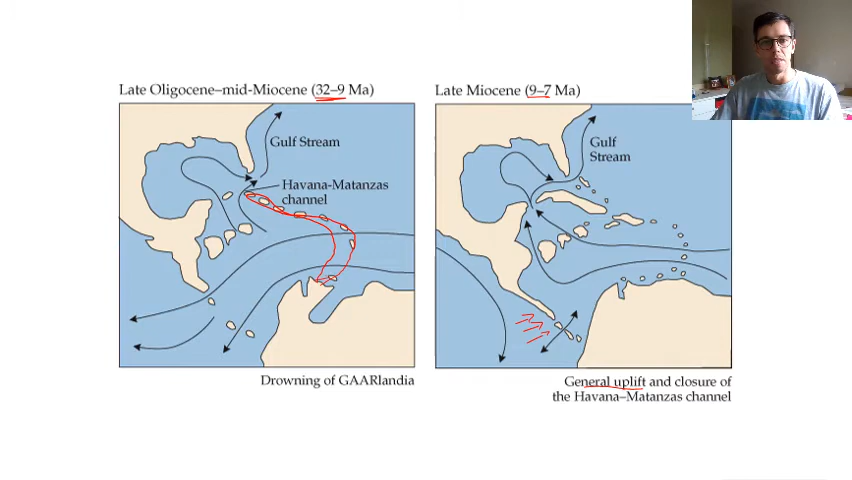 Late Oligocene–mid-Miocene (32–9 Ma)
Gulf Stream
Havana-Matanzas
channel
Drowning of GAARlandia
Late Miocene (9–7 Ma)
Gulf
Stream
General uplift and closure of
the Havana–Matanzas channel